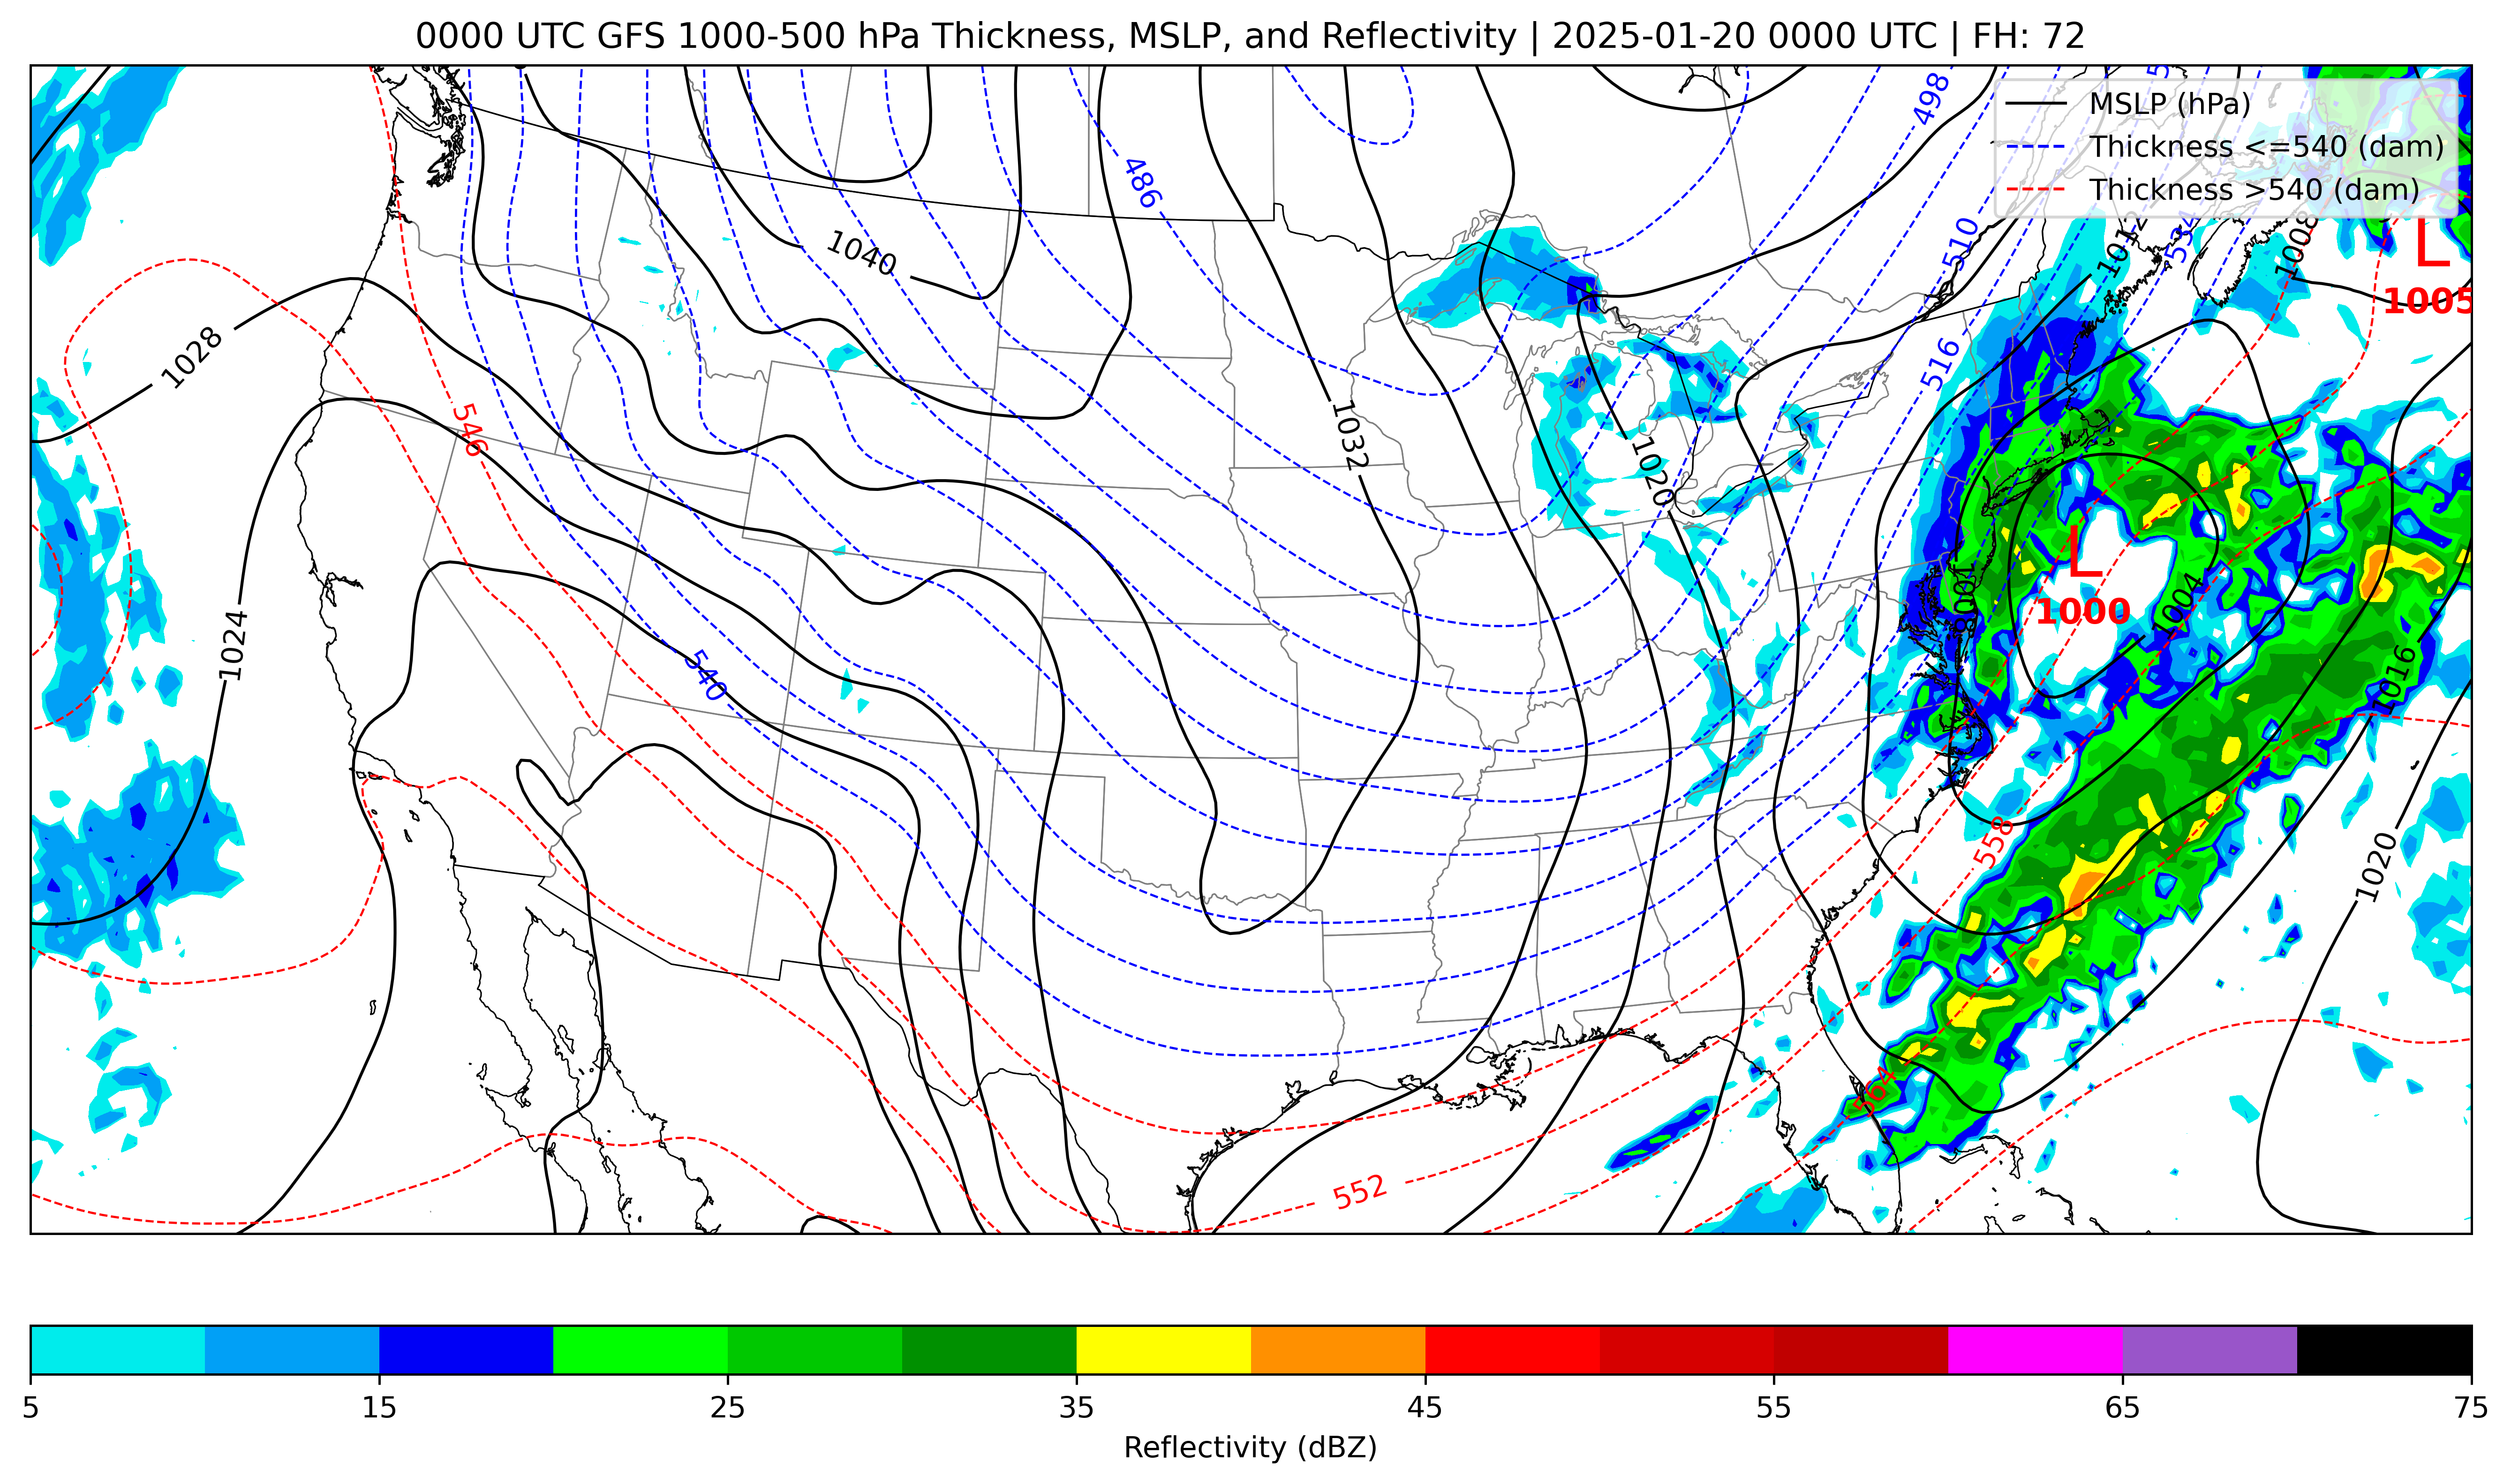 0000 UTC GFS 1000-500 hPa Thickness, MSLP, and Reflectivity | 2025-01-20 0000 UTC | FH: 72
MSLP (hPa)
Thickness <=540 (dam)
Thickness >540 (dam)
498
486
510
1012
534
1008
L
1005
1040
1028
516
546
1032
1020
L
1000
1008
1004
1024
540
1016
558
1020
564
552
5 15 25 35 45 55 65 75
Reflectivity (dBZ)